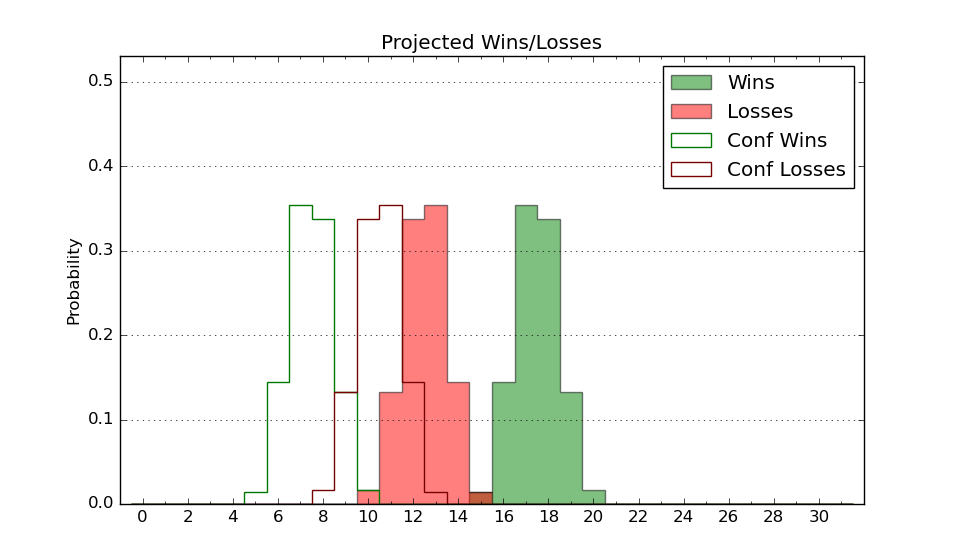 Projected Wins/Losses
0.5
0.4
0.3
0.2
0.1
0.0
Probability
Wins
Losses
Conf Wins
Conf Losses
0 2 4 6 8 10 12 14 16 18 20 22 24 26 28 30